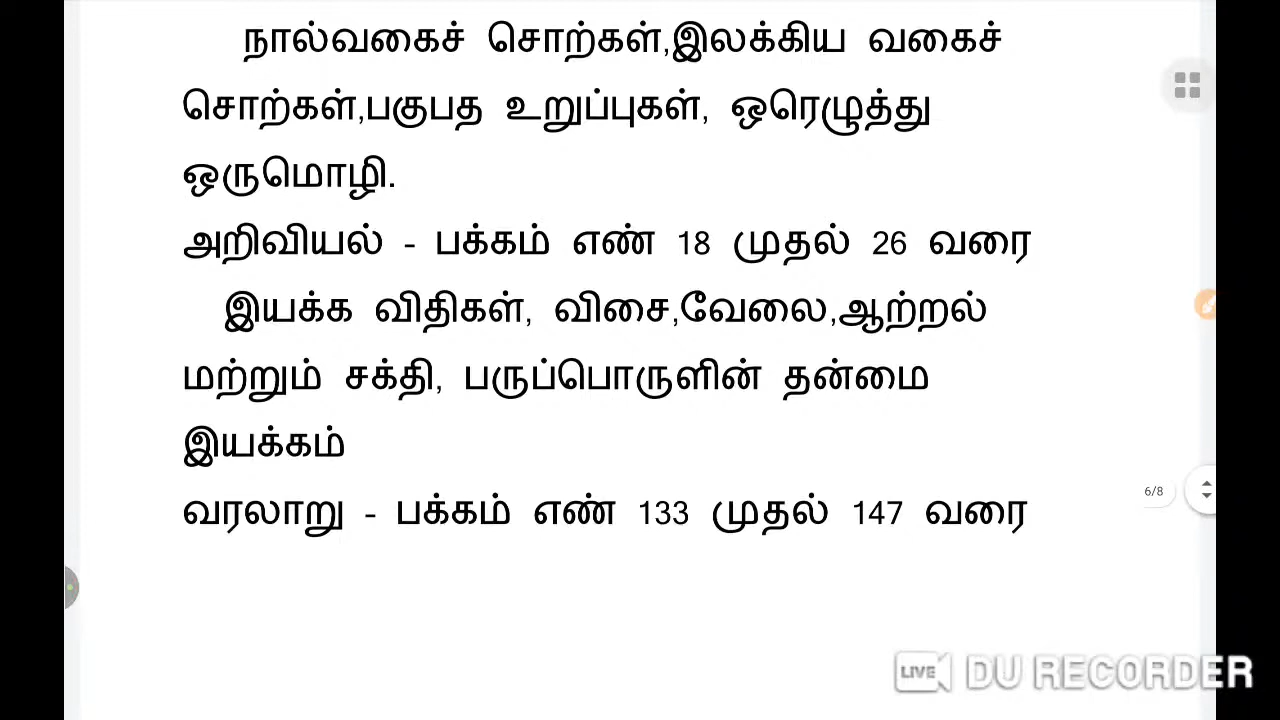 நால்வகைச் சொற்கள்,இலக்கிய வகைச்
சொற்கள்,பகுபத உறுப்புகள், ஒரெழுத்து
ஒருமொழி.
அறிவியல் - பக்கம் எண் 18 முதல் 26 வரை
இயக்க விதிகள், விசை,வேலை,ஆற்றல்
மற்றும் சக்தி, பருப்பொருளின் தன்மை
இயக்கம்
வரலாறு - பக்கம் எண் 133 முதல் 147 வரை
6/8
LIVE DU RECORDER